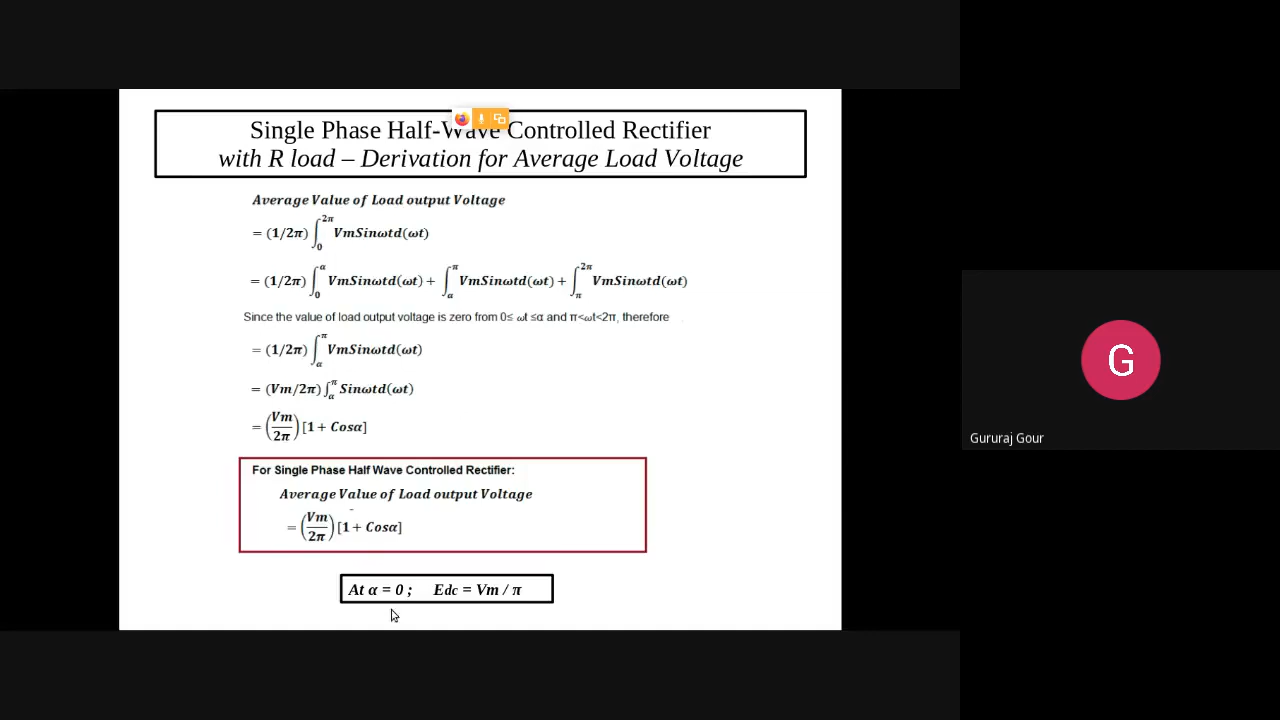 Single Phase Half-Wave Controlled Rectifier
with R load – Derivation for Average Load Voltage
Average Value of Load output Voltage
= (1/2π) ∫₀^2π VmSinωtd(ωt)
= (1/2π) ∫₀^α VmSinωtd(ωt) + ∫_α^π VmSinωtd(ωt) + ∫_π^2π VmSinωtd(ωt)
Since the value of load output voltage is zero from 0≤ ωt ≤α and π<ωt<2π, therefore
= (1/2π) ∫_α^π VmSinωtd(ωt)
= (Vm/2π) ∫_α^π Sinωtd(ωt)
= (Vm/2π) [1 + Cosα]
For Single Phase Half Wave Controlled Rectifier:
Average Value of Load output Voltage
= (Vm/2π) [1 + Cosα]
At α = 0 ; Edc = Vm / π
G
Gururaj Gour